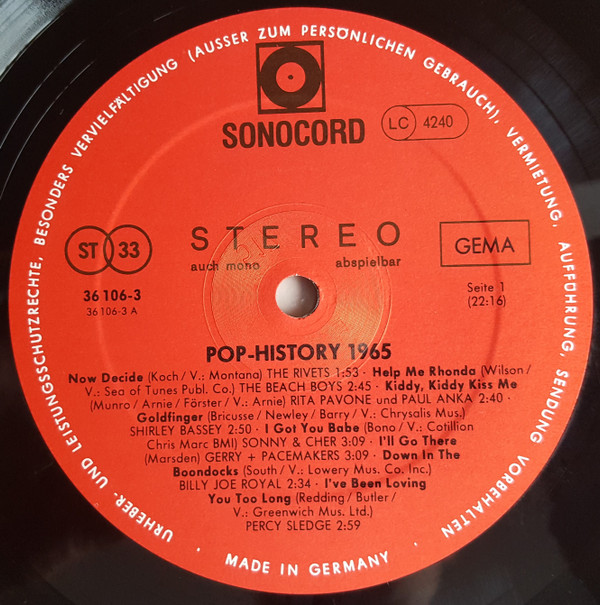 URHEBER- UND LEISTUNGSSCHUTZRECHTE, BESONDERS VERVIELFÄLTIGUNG (AUSSER ZUM PERSÖNLICHEN GEBRAUCH), VERMIETUNG, AUFFÜHRUNG, SENDUNG VORBEHALTEN
SONOCORD
LC 4240
ST 33
STEREO
auch mono abspielbar
GEMA
36 106-3
36 106-3 A
Seite 1
(22:16)
POP-HISTORY 1965
Now Decide (Koch / V.: Montana) THE RIVETS 1:53 · Help Me Rhonda (Wilson /
V.: Sea of Tunes Publ. Co.) THE BEACH BOYS 2:45 · Kiddy, Kiddy Kiss Me
(Munro / Arnie / Förster / V.: Arnie) RITA PAVONE und PAUL ANKA 2:40 ·
Goldfinger (Bricusse / Newley / Barry / V.: Chrysalis Mus.)
SHIRLEY BASSEY 2:50 · I Got You Babe (Bono / V.: Cotillion
Chris Marc BMI) SONNY & CHER 3:09 · I'll Go There
(Marsden) GERRY + PACEMAKERS 3:09 · Down In The
Boondocks (South / V.: Lowery Mus. Co. Inc.)
BILLY JOE ROYAL 2:34 · I've Been Loving
You Too Long (Redding / Butler /
V.: Greenwich Mus. Ltd.)
PERCY SLEDGE 2:59
· MADE IN GERMANY ·